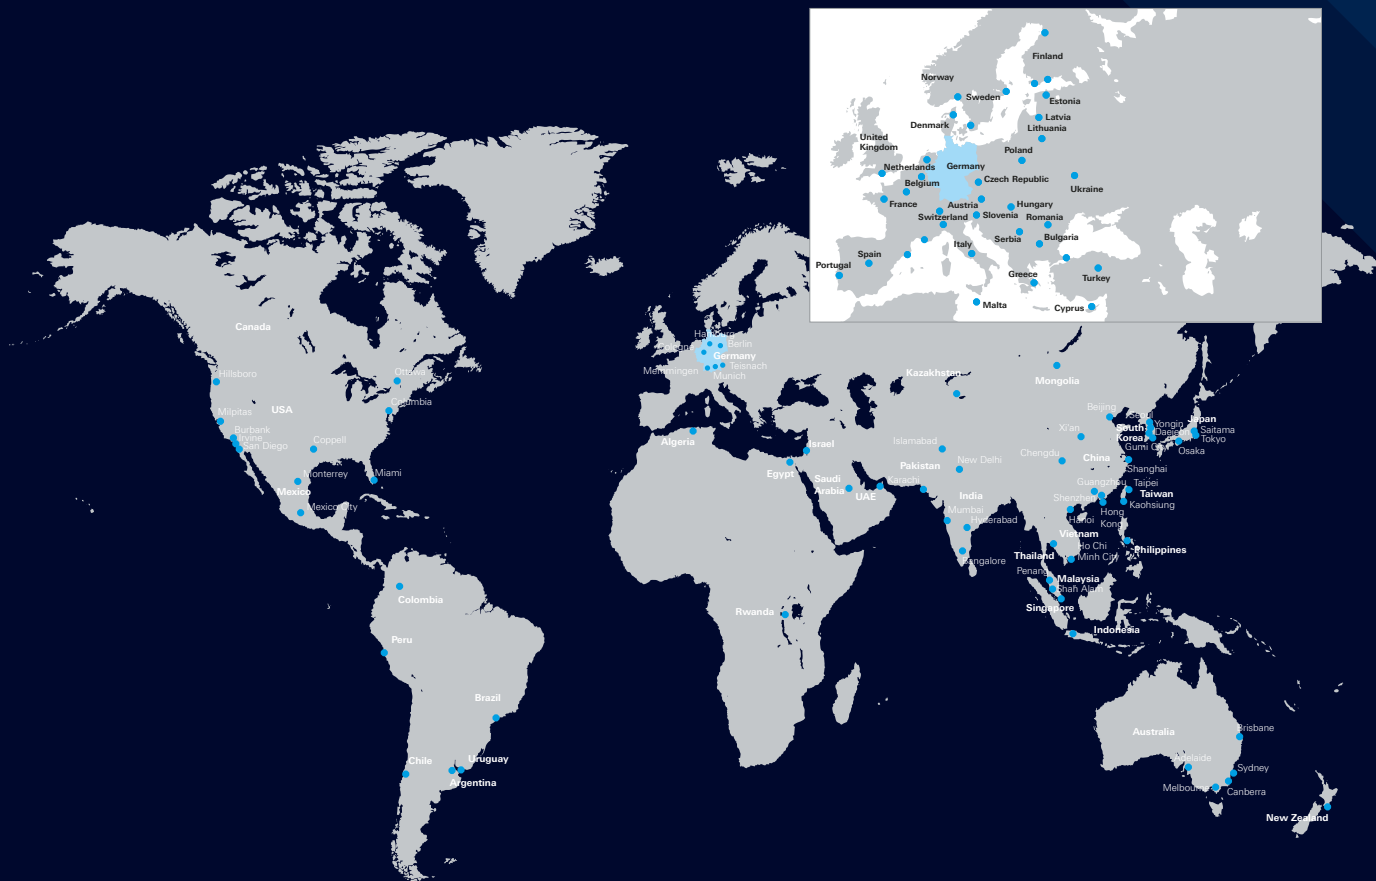 Finland
Norway
Sweden
Estonia
Latvia
Denmark
Lithuania
United
Kingdom
Poland
Netherlands
Germany
Czech Republic
Belgium
Ukraine
France
Austria
Hungary
Switzerland
Slovenia
Romania
Serbia
Bulgaria
Italy
Spain
Portugal
Greece
Turkey
Malta
Cyprus
Canada
Hillsboro
Ottawa
Columbia
USA
Milpitas
Burbank
Irvine
San Diego
Coppell
Monterrey
Miami
Mexico
Mexico City
Colombia
Peru
Brazil
Chile
Uruguay
Argentina
Hamburg
Cologne
Berlin
Germany
Teisnach
Memmingen
Munich
Algeria
Israel
Egypt
Saudi
Arabia
UAE
Rwanda
Kazakhstan
Mongolia
Islamabad
Pakistan
New Delhi
Karachi
India
Mumbai
Hyderabad
Bangalore
Beijing
Xi'an
Chengdu
China
Shanghai
Guangzhou
Shenzhen
Hong
Kong
Seoul
South
Korea
Yongin
Daejeon
Gumi City
Japan
Saitama
Tokyo
Osaka
Taipei
Taiwan
Kaohsiung
Hanoi
Vietnam
Ho Chi
Minh City
Thailand
Philippines
Penang
Malaysia
Shah Alam
Singapore
Indonesia
Australia
Brisbane
Adelaide
Sydney
Melbourne
Canberra
New Zealand